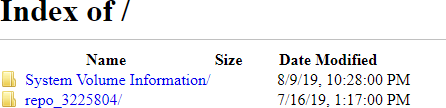 Index of /
Name Size Date Modified
System Volume Information/ 8/9/19, 10:28:00 PM
repo_3225804/ 7/16/19, 1:17:00 PM